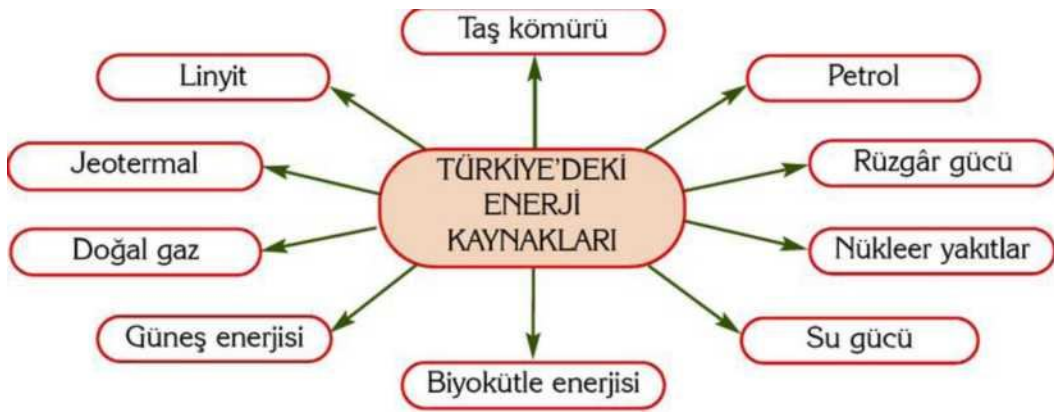 Taş kömürü
Linyit
Petrol
Jeotermal
TÜRKİYE'DEKİ
ENERJİ
KAYNAKLARI
Rüzgâr gücü
Doğal gaz
Nükleer yakıtlar
Güneş enerjisi
Su gücü
Biyokütle enerjisi